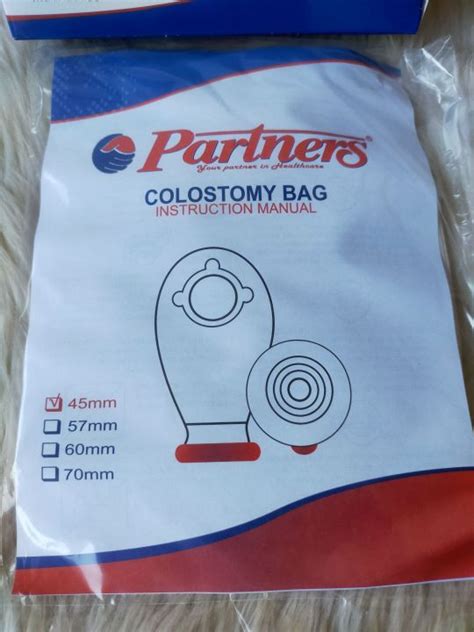 Partners®
Your partner in Healthcare
COLOSTOMY BAG
INSTRUCTION MANUAL
45mm
57mm
60mm
70mm